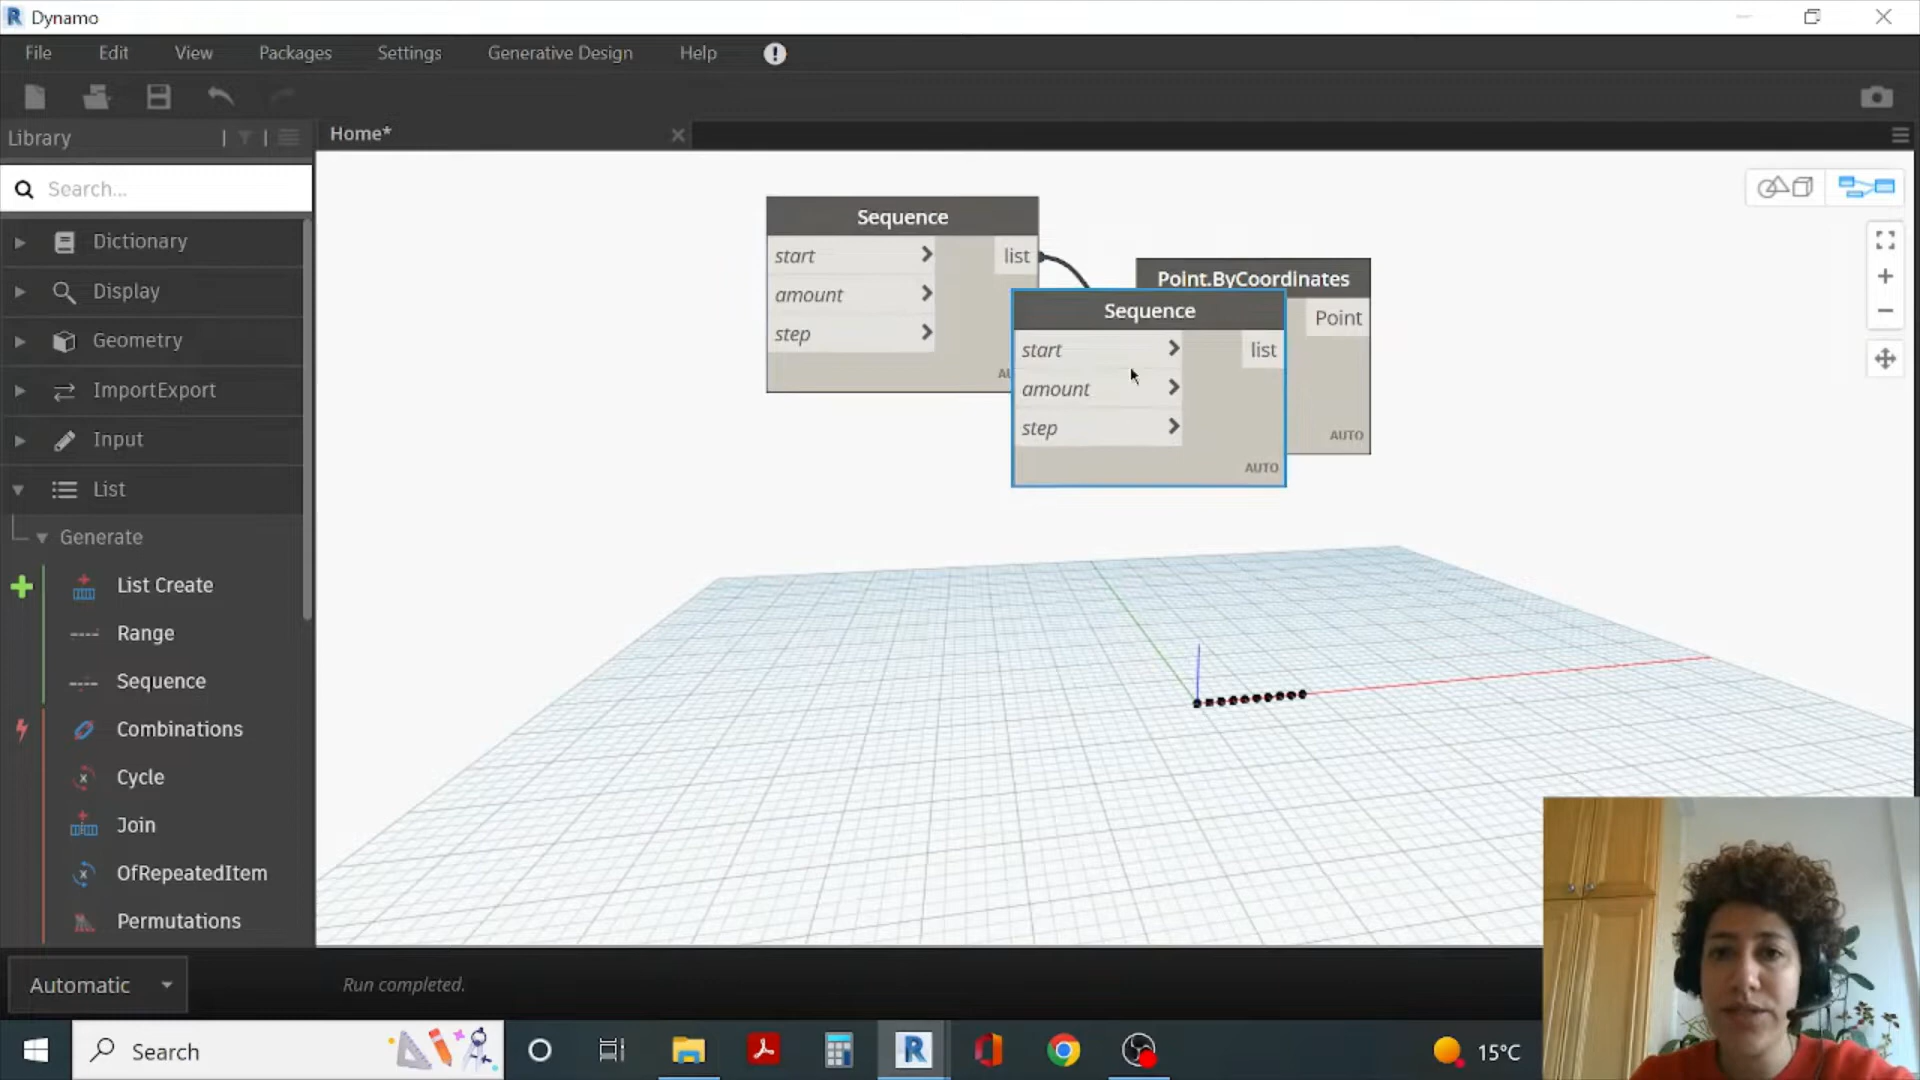 Dynamo
File Edit View Packages Settings Generative Design Help
Library
Home*
Search...
Dictionary
Display
Geometry
ImportExport
Input
List
Generate
List Create
Range
Sequence
Combinations
Cycle
Join
OfRepeatedItem
Permutations
Sequence
start list
amount
step
Point.ByCoordinates
Point
AUTO
Sequence
start list
amount
step
AUTO
Automatic
Run completed.
Search
15°C